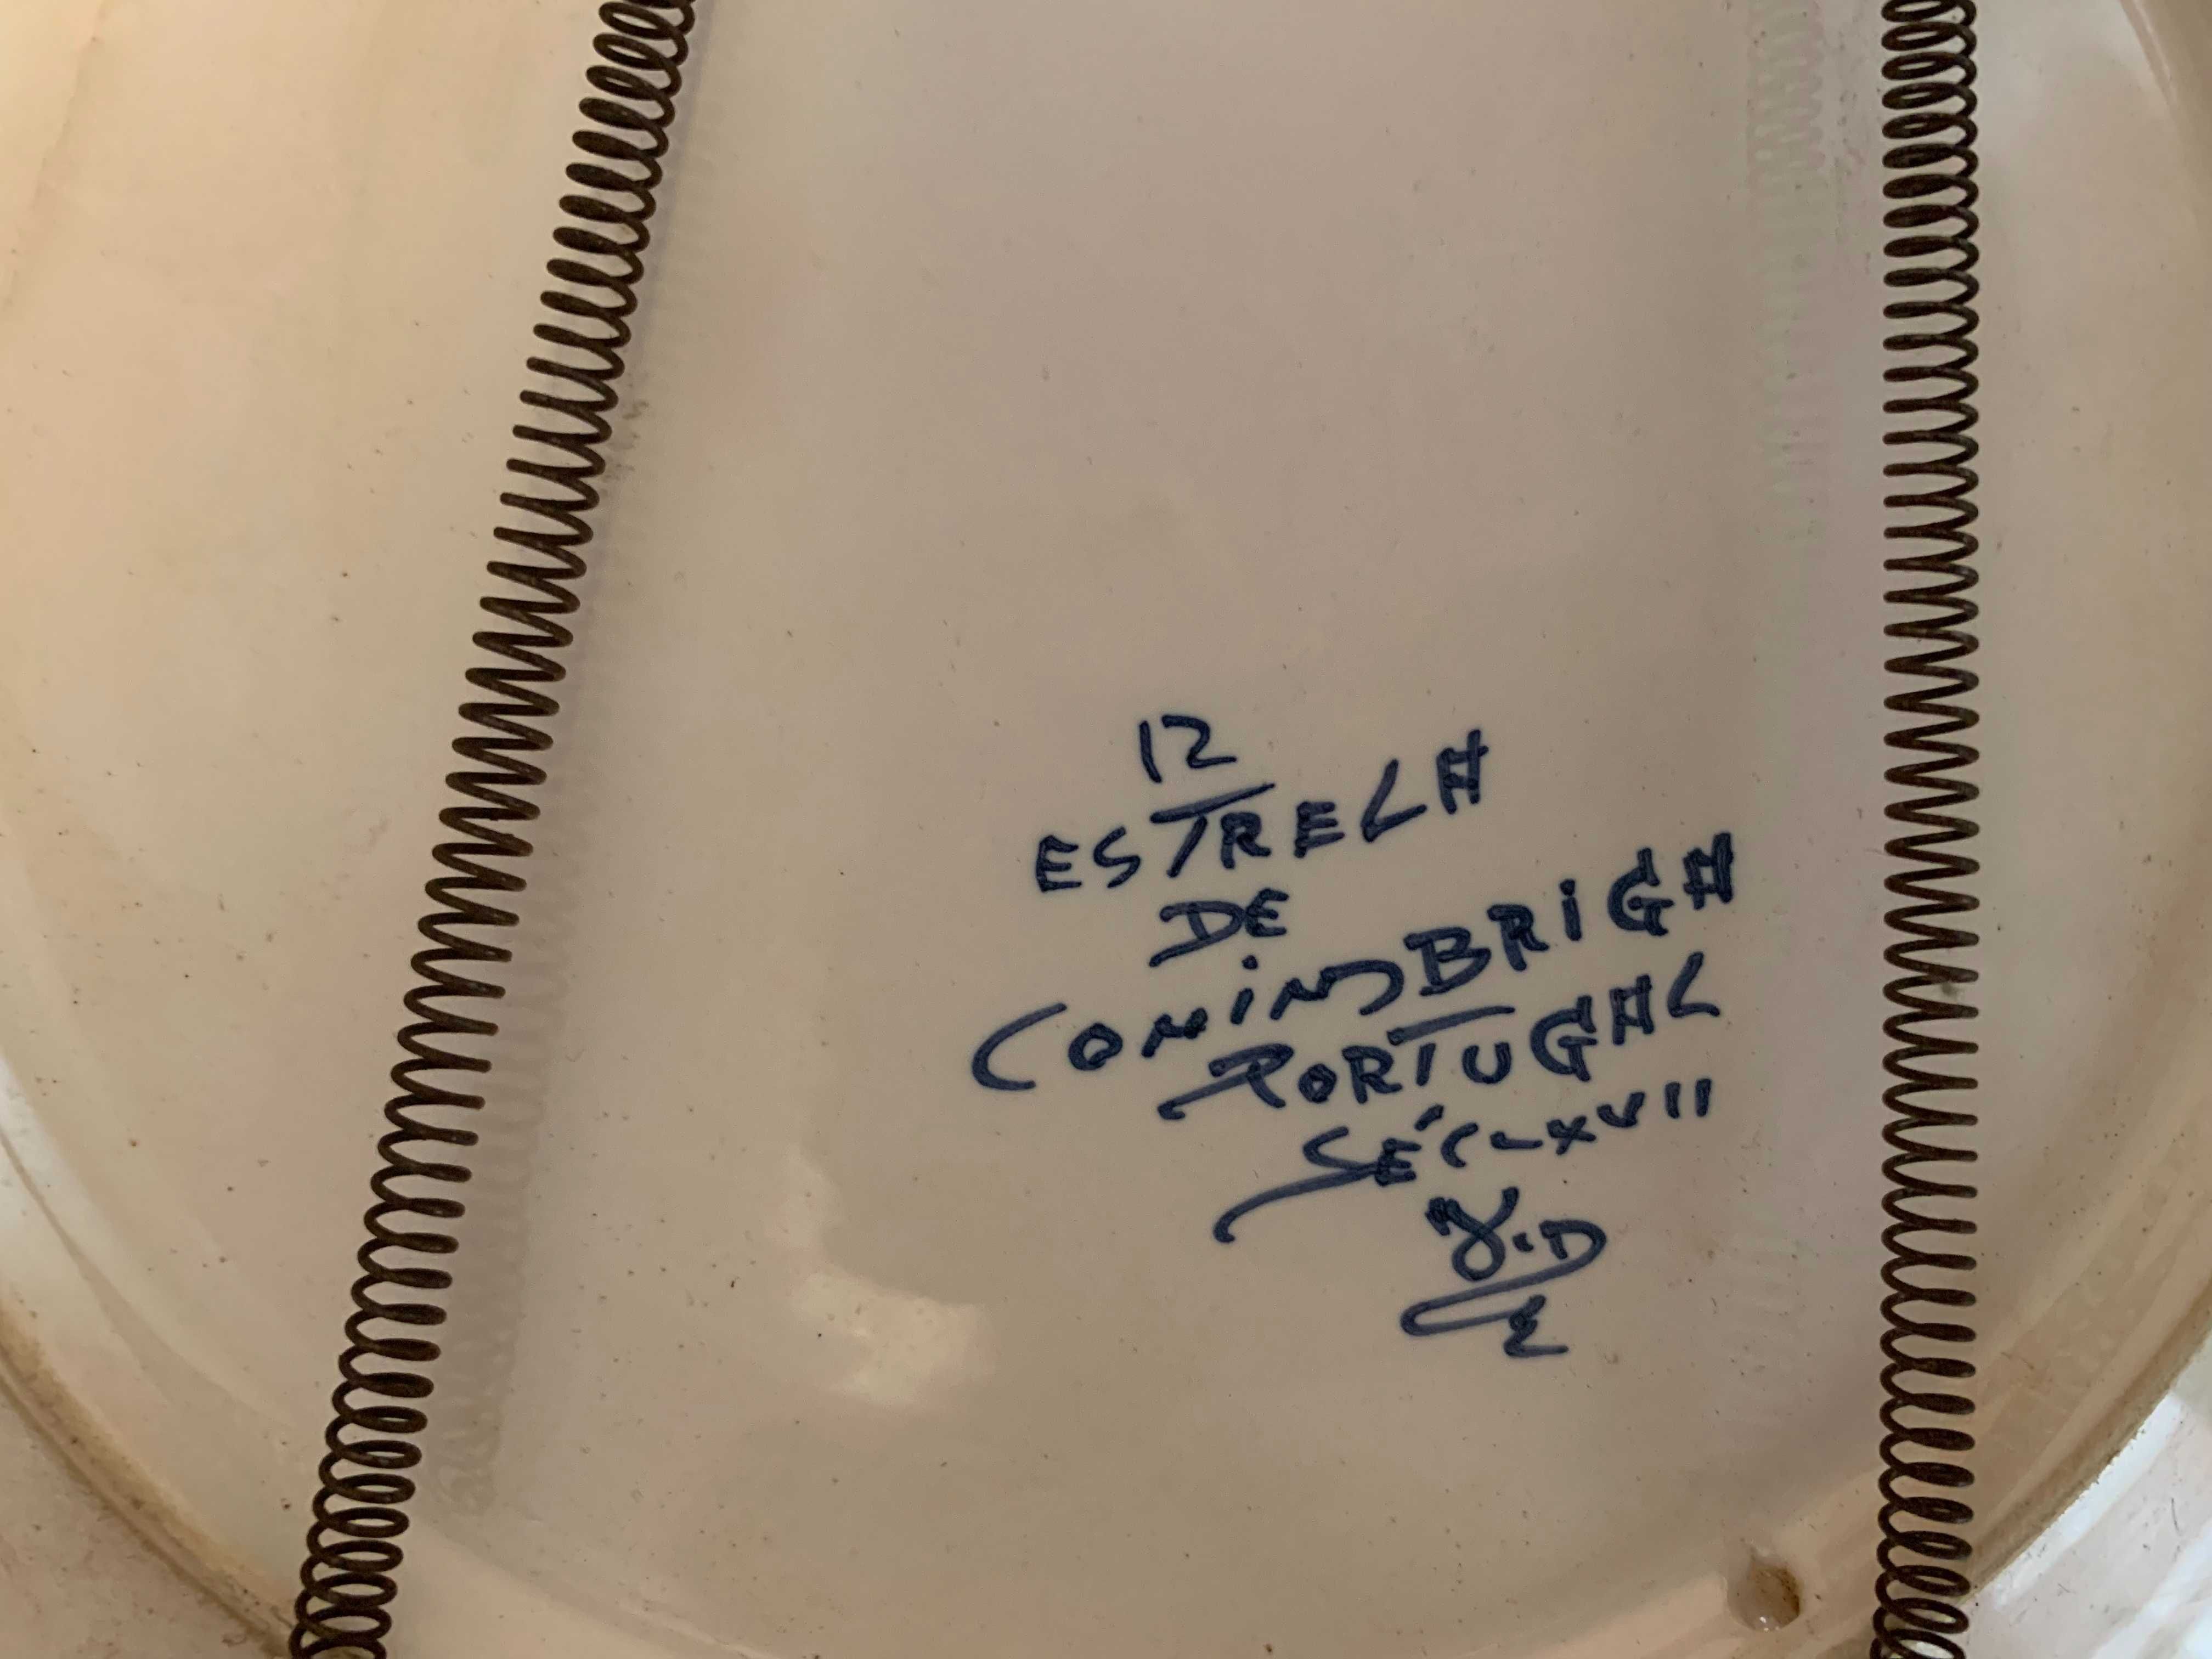 12
ESTRELA
DE
CONIMBRIGA
PORTUGAL
SÉC-XVII